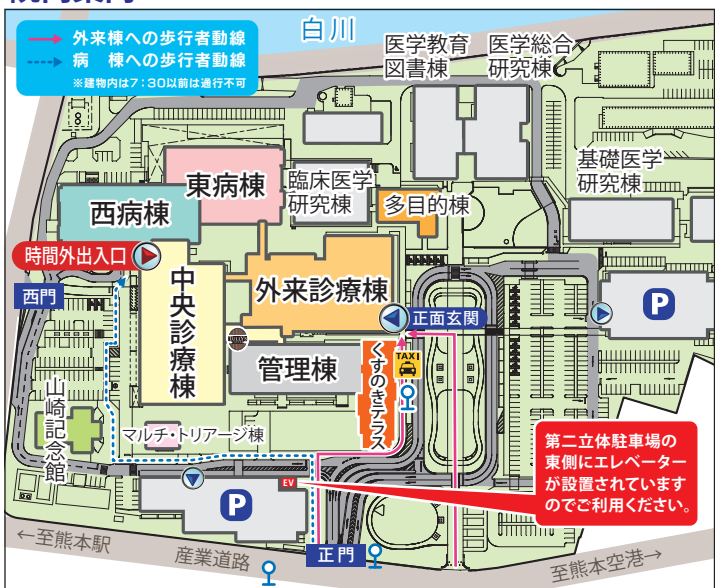 白川
外来棟への歩行者動線
病　棟への歩行者動線
※建物内は7：30以前は通行不可
医学教育
図書棟
医学総合
研究棟
基礎医学
研究棟
東病棟
臨床医学
研究棟
多目的棟
西病棟
時間外出入口
西門
中央診療棟
外来診療棟
正面玄関
P
管理棟
くすのきテラス
TAXI
山崎記念館
マルチ・トリアージ棟
第二立体駐車場の
東側にエレベーター
が設置されています
のでご利用ください。
EV
P
正門
←至熊本駅
産業道路
至熊本空港→